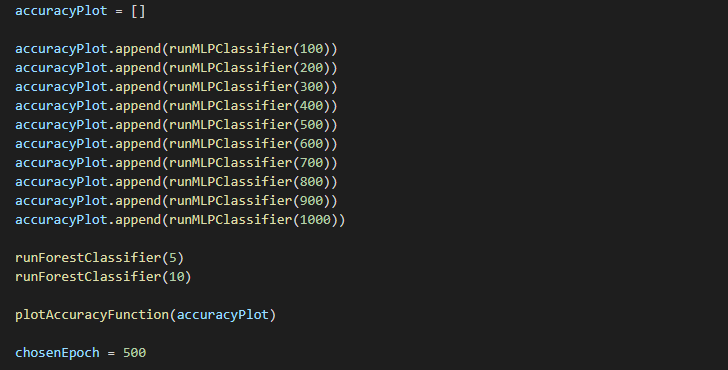 accuracyPlot = []
accuracyPlot.append(runMLPClassifier(100))
accuracyPlot.append(runMLPClassifier(200))
accuracyPlot.append(runMLPClassifier(300))
accuracyPlot.append(runMLPClassifier(400))
accuracyPlot.append(runMLPClassifier(500))
accuracyPlot.append(runMLPClassifier(600))
accuracyPlot.append(runMLPClassifier(700))
accuracyPlot.append(runMLPClassifier(800))
accuracyPlot.append(runMLPClassifier(900))
accuracyPlot.append(runMLPClassifier(1000))
runForestClassifier(5)
runForestClassifier(10)
plotAccuracyFunction(accuracyPlot)
chosenEpoch = 500